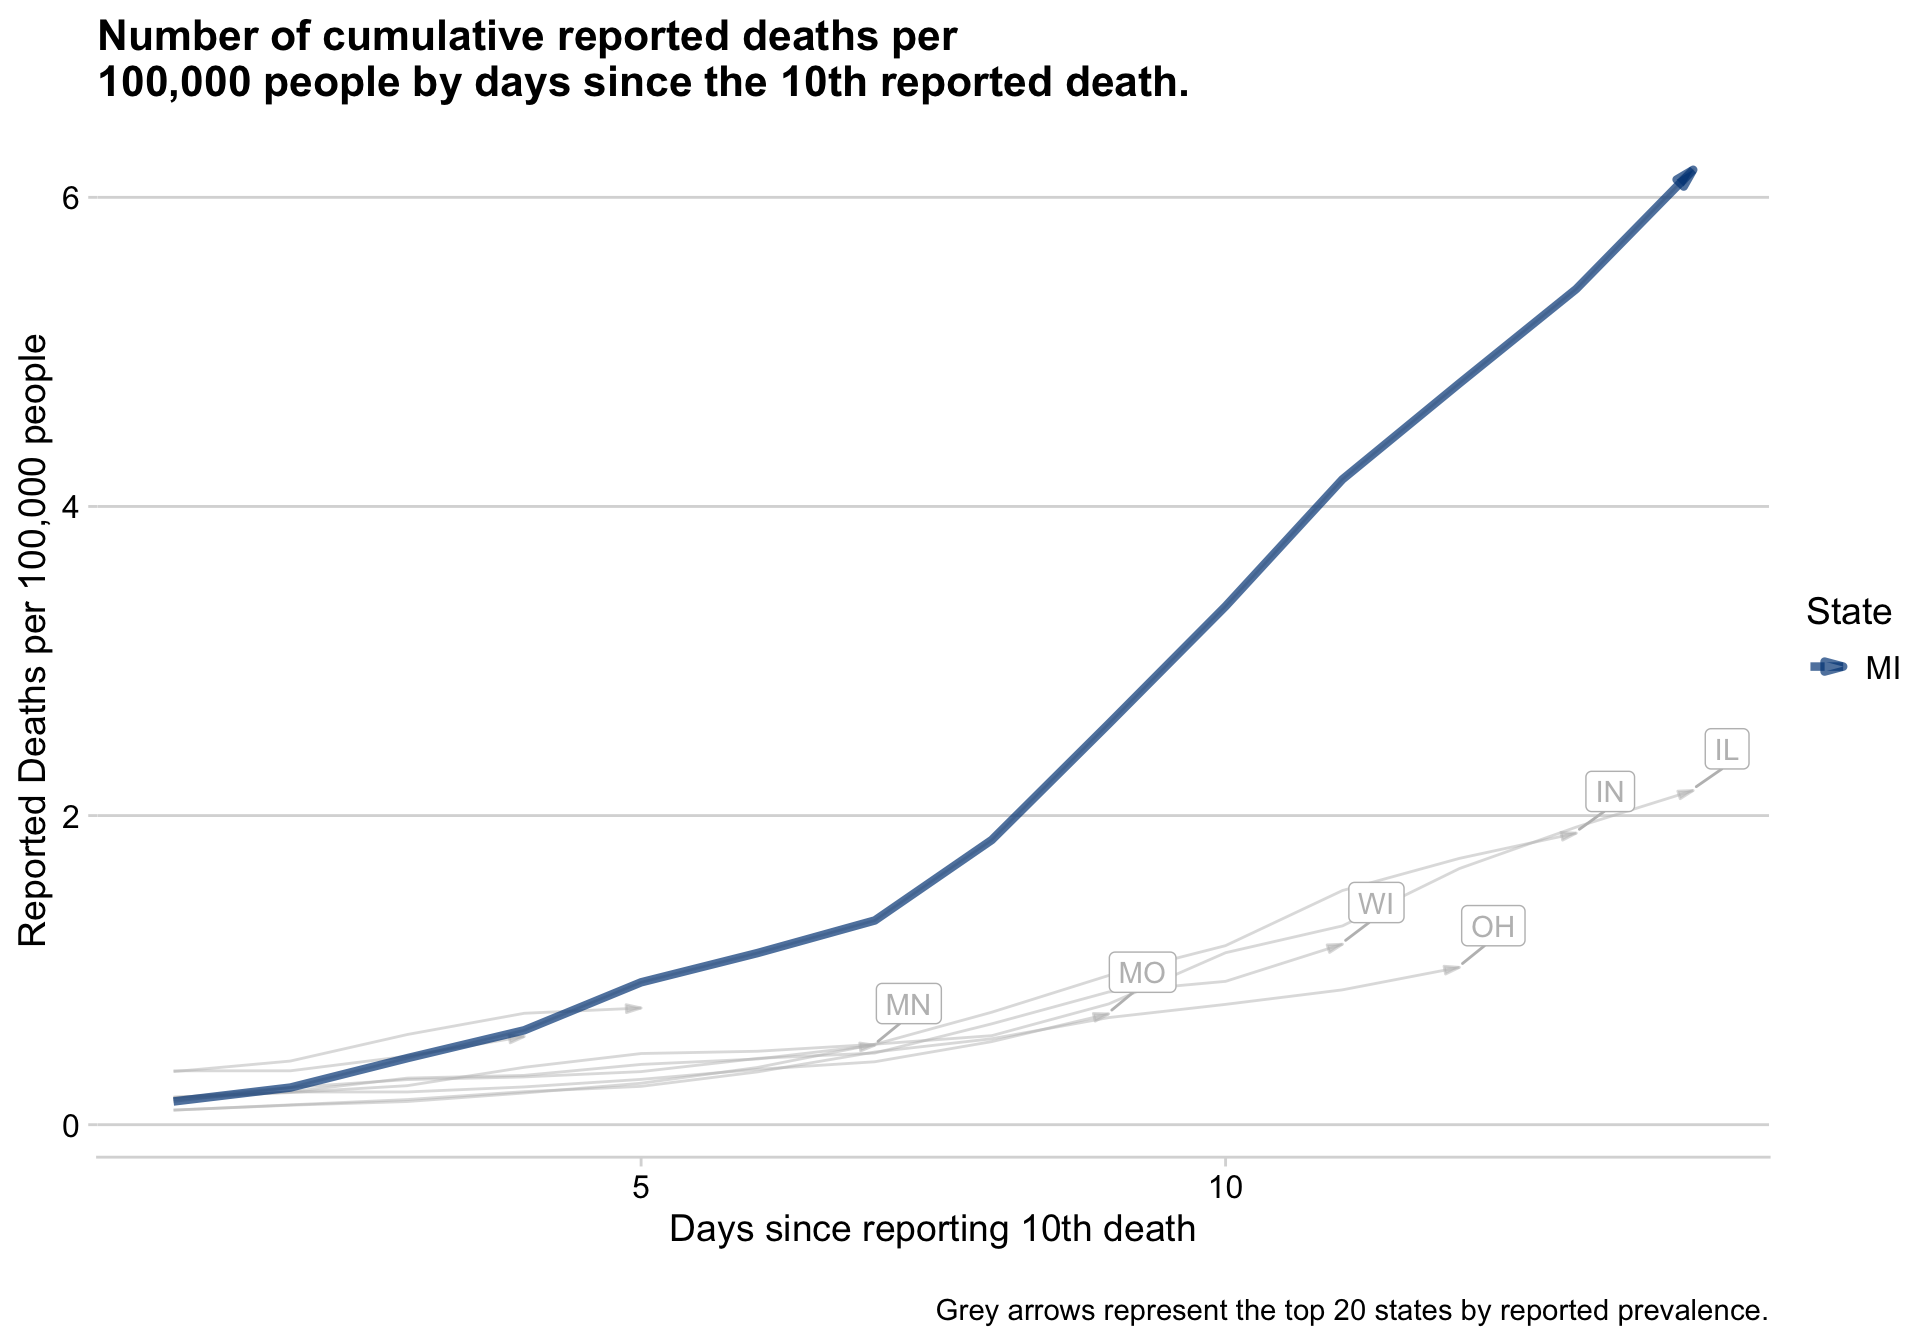 Number of cumulative reported deaths per
100,000 people by days since the 10th reported death.
Reported Deaths per 100,000 people
6
4
2
0
IL
IN
WI
OH
MO
MN
State
MI
5
10
Days since reporting 10th death
Grey arrows represent the top 20 states by reported prevalence.